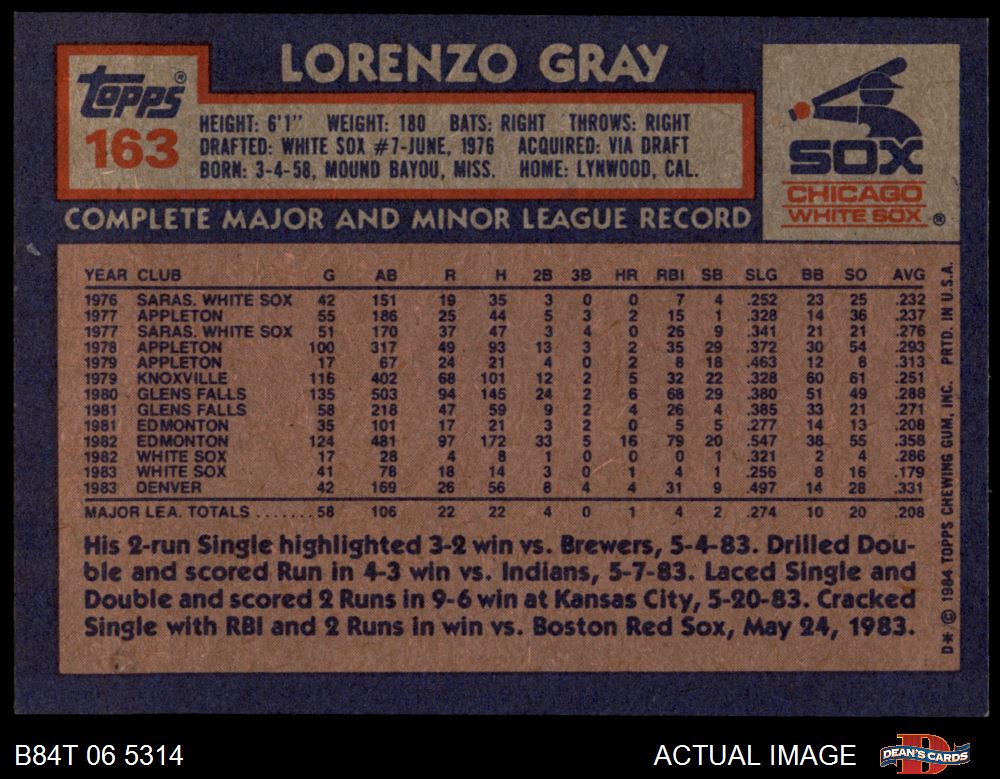 LORENZO GRAY
Topps®
163
HEIGHT: 6'1" WEIGHT: 180 BATS: RIGHT THROWS: RIGHT
DRAFTED: WHITE SOX #7-JUNE, 1976 ACQUIRED: VIA DRAFT
BORN: 3-4-58, MOUND BAYOU, MISS. HOME: LYNWOOD, CAL.
SOX
CHICAGO
WHITE SOX ®
COMPLETE MAJOR AND MINOR LEAGUE RECORD
YEAR CLUB G AB R H 2B 3B HR RBI SB SLG BB SO AVG
1976 SARAS. WHITE SOX 42 151 19 35 3 0 0 7 4 .252 23 25 .232
1977 APPLETON 55 186 25 44 5 3 2 15 1 .328 14 36 .237
1977 SARAS. WHITE SOX 51 170 37 47 3 4 0 26 9 .341 21 21 .276
1978 APPLETON 100 317 49 93 13 3 2 35 29 .372 30 54 .293
1979 APPLETON 17 67 24 21 4 0 2 8 18 .463 12 8 .313
1979 KNOXVILLE 116 402 68 101 12 2 5 32 22 .328 60 61 .251
1980 GLENS FALLS 135 503 94 145 24 2 6 68 29 .380 51 49 .288
1981 GLENS FALLS 58 218 47 59 9 2 4 26 4 .385 33 21 .271
1981 EDMONTON 35 101 17 21 3 2 0 5 5 .277 14 13 .208
1982 EDMONTON 124 481 97 172 33 5 16 79 20 .547 38 55 .358
1982 WHITE SOX 17 28 4 8 1 0 0 0 1 .321 2 4 .286
1983 WHITE SOX 41 78 18 14 3 0 1 4 1 .256 8 16 .179
1983 DENVER 42 169 26 56 8 4 4 31 9 .497 14 28 .331
MAJOR LEA. TOTALS ....... 58 106 22 22 4 0 1 4 2 .274 10 20 .208
His 2-run Single highlighted 3-2 win vs. Brewers, 5-4-83. Drilled Dou-
ble and scored Run in 4-3 win vs. Indians, 5-7-83. Laced Single and
Double and scored 2 Runs in 9-6 win at Kansas City, 5-20-83. Cracked
Single with RBI and 2 Runs in win vs. Boston Red Sox, May 24, 1983.
D* © 1984 TOPPS CHEWING GUM, INC. PRTD. IN U.S.A.
B84T 06 5314
ACTUAL IMAGE
DEAN'S CARDS